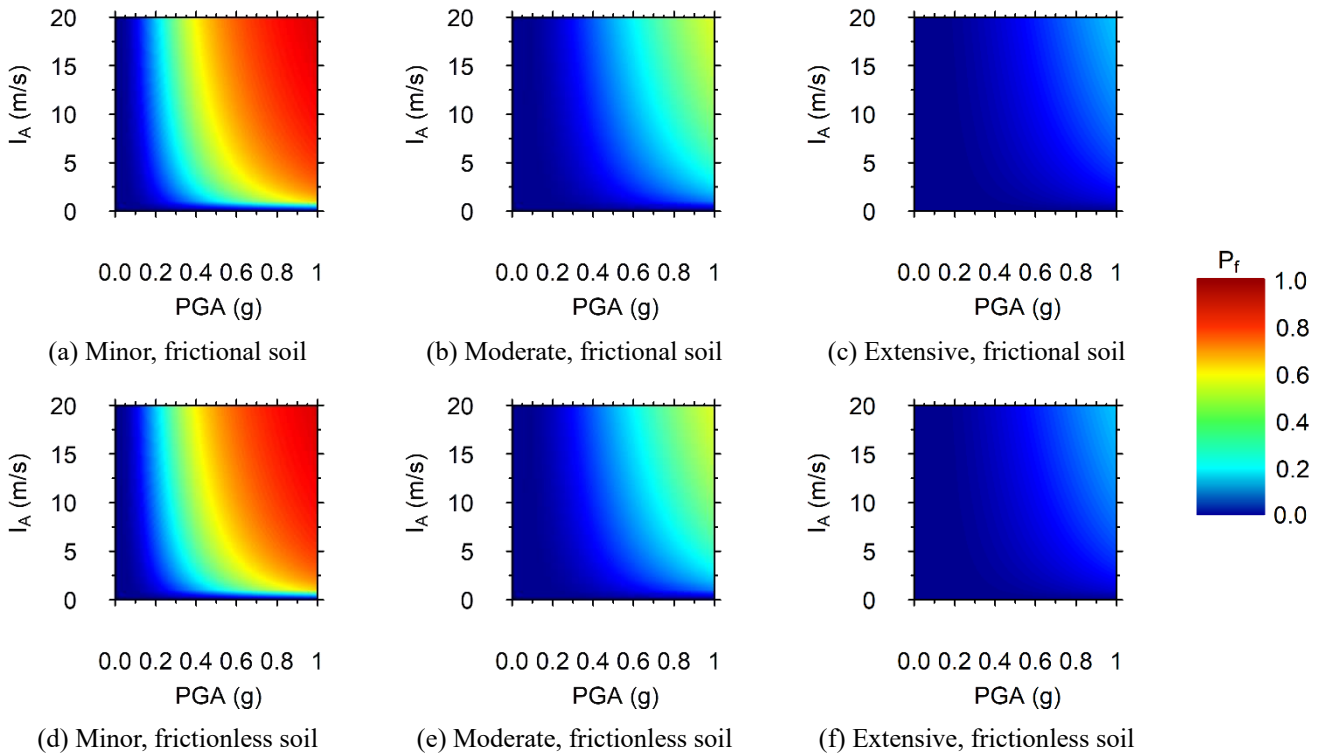 20
15
10
5
0
I_A (m/s)
0.0 0.2 0.4 0.6 0.8 1
PGA (g)
(a) Minor, frictional soil
20
15
10
5
0
I_A (m/s)
0.0 0.2 0.4 0.6 0.8 1
PGA (g)
(b) Moderate, frictional soil
20
15
10
5
0
I_A (m/s)
0.0 0.2 0.4 0.6 0.8 1
PGA (g)
(c) Extensive, frictional soil
P_f
1.0
0.8
0.6
0.4
0.2
0.0
20
15
10
5
0
I_A (m/s)
0.0 0.2 0.4 0.6 0.8 1
PGA (g)
(d) Minor, frictionless soil
20
15
10
5
0
I_A (m/s)
0.0 0.2 0.4 0.6 0.8 1
PGA (g)
(e) Moderate, frictionless soil
20
15
10
5
0
I_A (m/s)
0.0 0.2 0.4 0.6 0.8 1
PGA (g)
(f) Extensive, frictionless soil